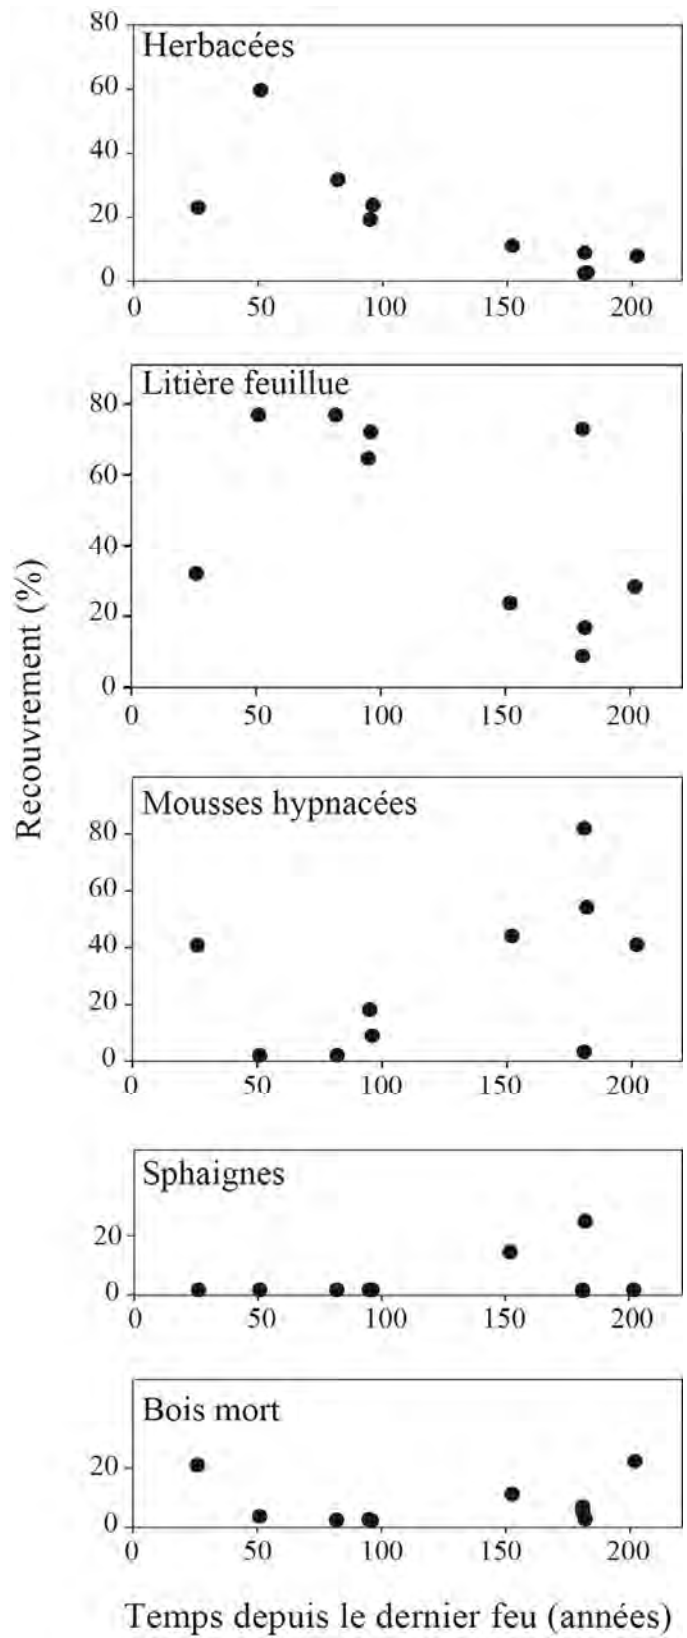 Herbacées
80
60
40
20
0
0 50 100 150 200
Litière feuillue
80
60
40
20
0
0 50 100 150 200
Recouvrement (%)
Mousses hypnacées
80
60
40
20
0
0 50 100 150 200
Sphaignes
20
0
0 50 100 150 200
Bois mort
20
0
0 50 100 150 200
Temps depuis le dernier feu (années)